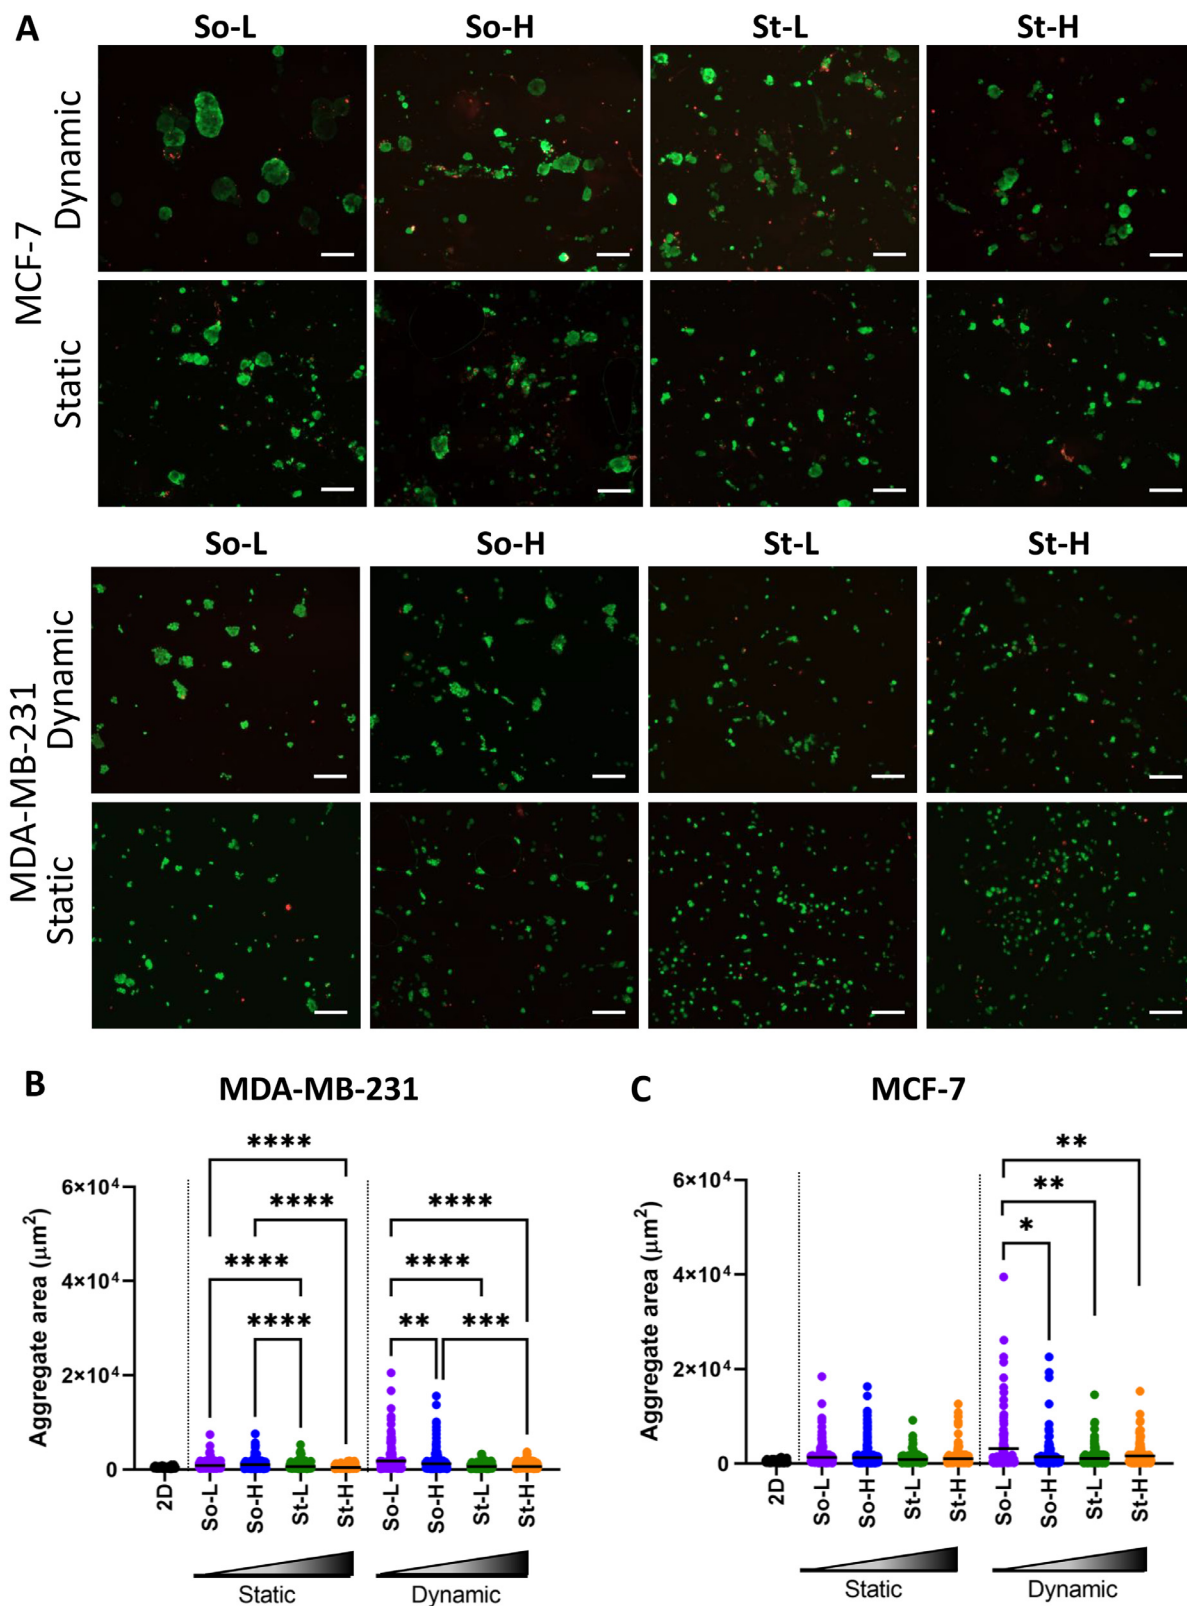 A
So-L So-H St-L St-H
MCF-7
Dynamic
Static
So-L So-H St-L St-H
MDA-MB-231
Dynamic
Static
B
MDA-MB-231
****
****
****
****
****
****
** ***
Aggregate area (μm²)
6×10⁴
4×10⁴
2×10⁴
0
2D So-L So-H St-L St-H So-L So-H St-L St-H
Static Dynamic
C
MCF-7
**
**
*
Aggregate area (μm²)
6×10⁴
4×10⁴
2×10⁴
0
2D So-L So-H St-L St-H So-L So-H St-L St-H
Static Dynamic